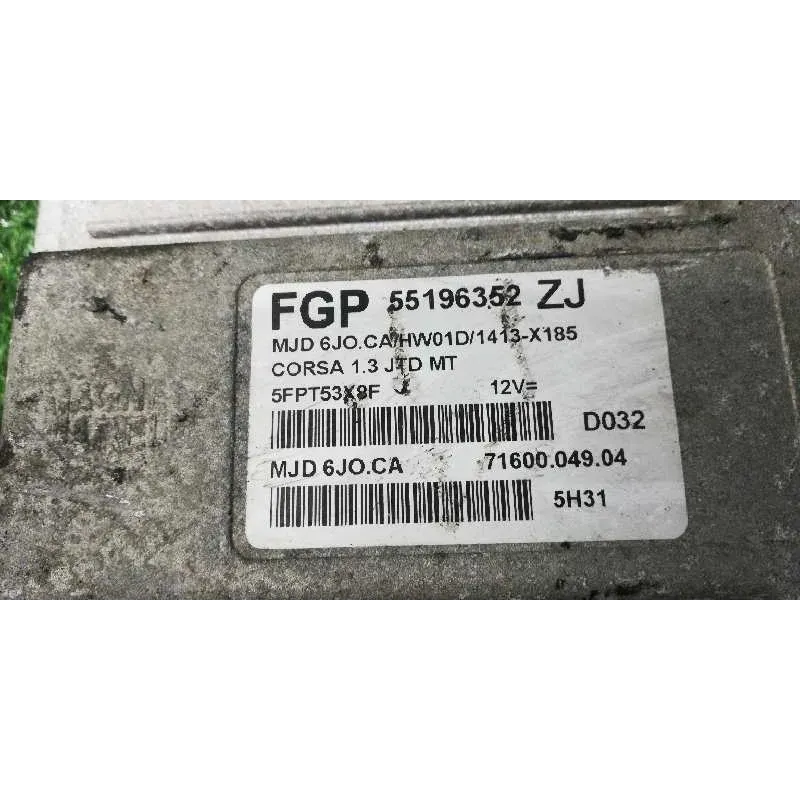 FGP 55196352 ZJ
MJD 6JO.CA/HW01D/1413-X185
CORSA 1.3 JTD MT
5FPT53X8F 12V=
D032
MJD 6JO.CA 71600.049.04
5H31